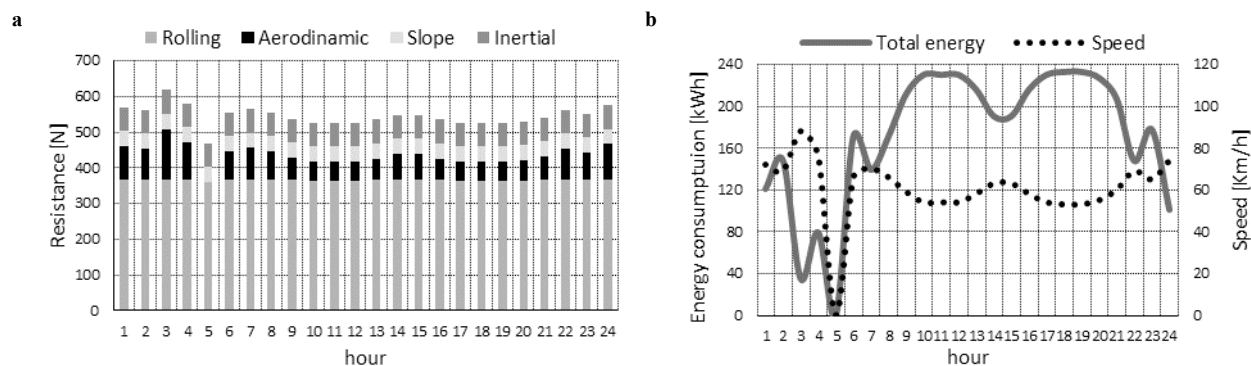 a
Rolling Aerodinamic Slope Inertial
Resistance [N]
700
600
500
400
300
200
100
0
1 2 3 4 5 6 7 8 9 10 11 12 13 14 15 16 17 18 19 20 21 22 23 24
hour
b
Total energy Speed
Energy consumptuion [kWh]
240
200
160
120
80
40
0
120
100
80
60
40
20
0
Speed [Km/h]
1 2 3 4 5 6 7 8 9 10 11 12 13 14 15 16 17 18 19 20 21 22 23 24
hour